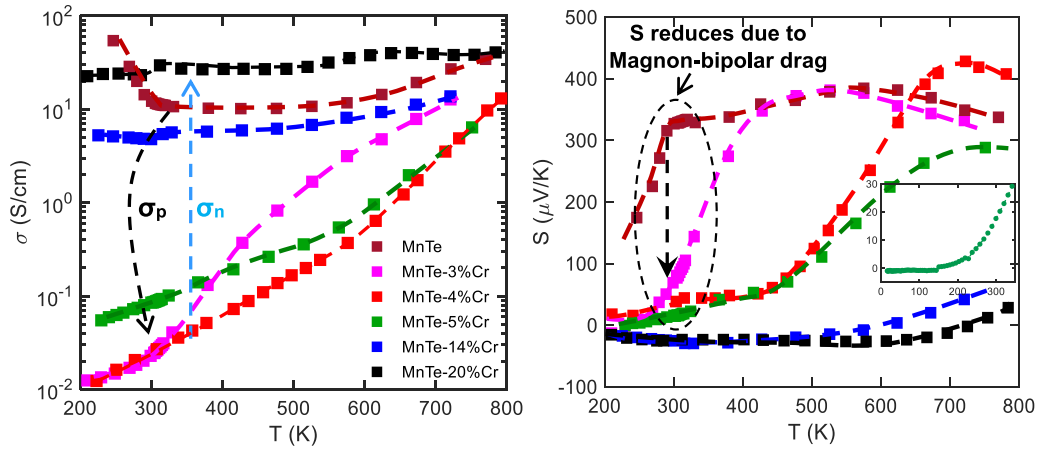 10²
10¹
10⁰
10⁻¹
10⁻²
σ (S/cm)
σp
σn
MnTe
MnTe-3%Cr
MnTe-4%Cr
MnTe-5%Cr
MnTe-14%Cr
MnTe-20%Cr
200 300 400 500 600 700 800
T (K)
500
400
300
200
100
0
-100
S (μV/K)
S reduces due to
Magnon-bipolar drag
30
20
10
0
0 100 200 300
200 300 400 500 600 700 800
T (K)